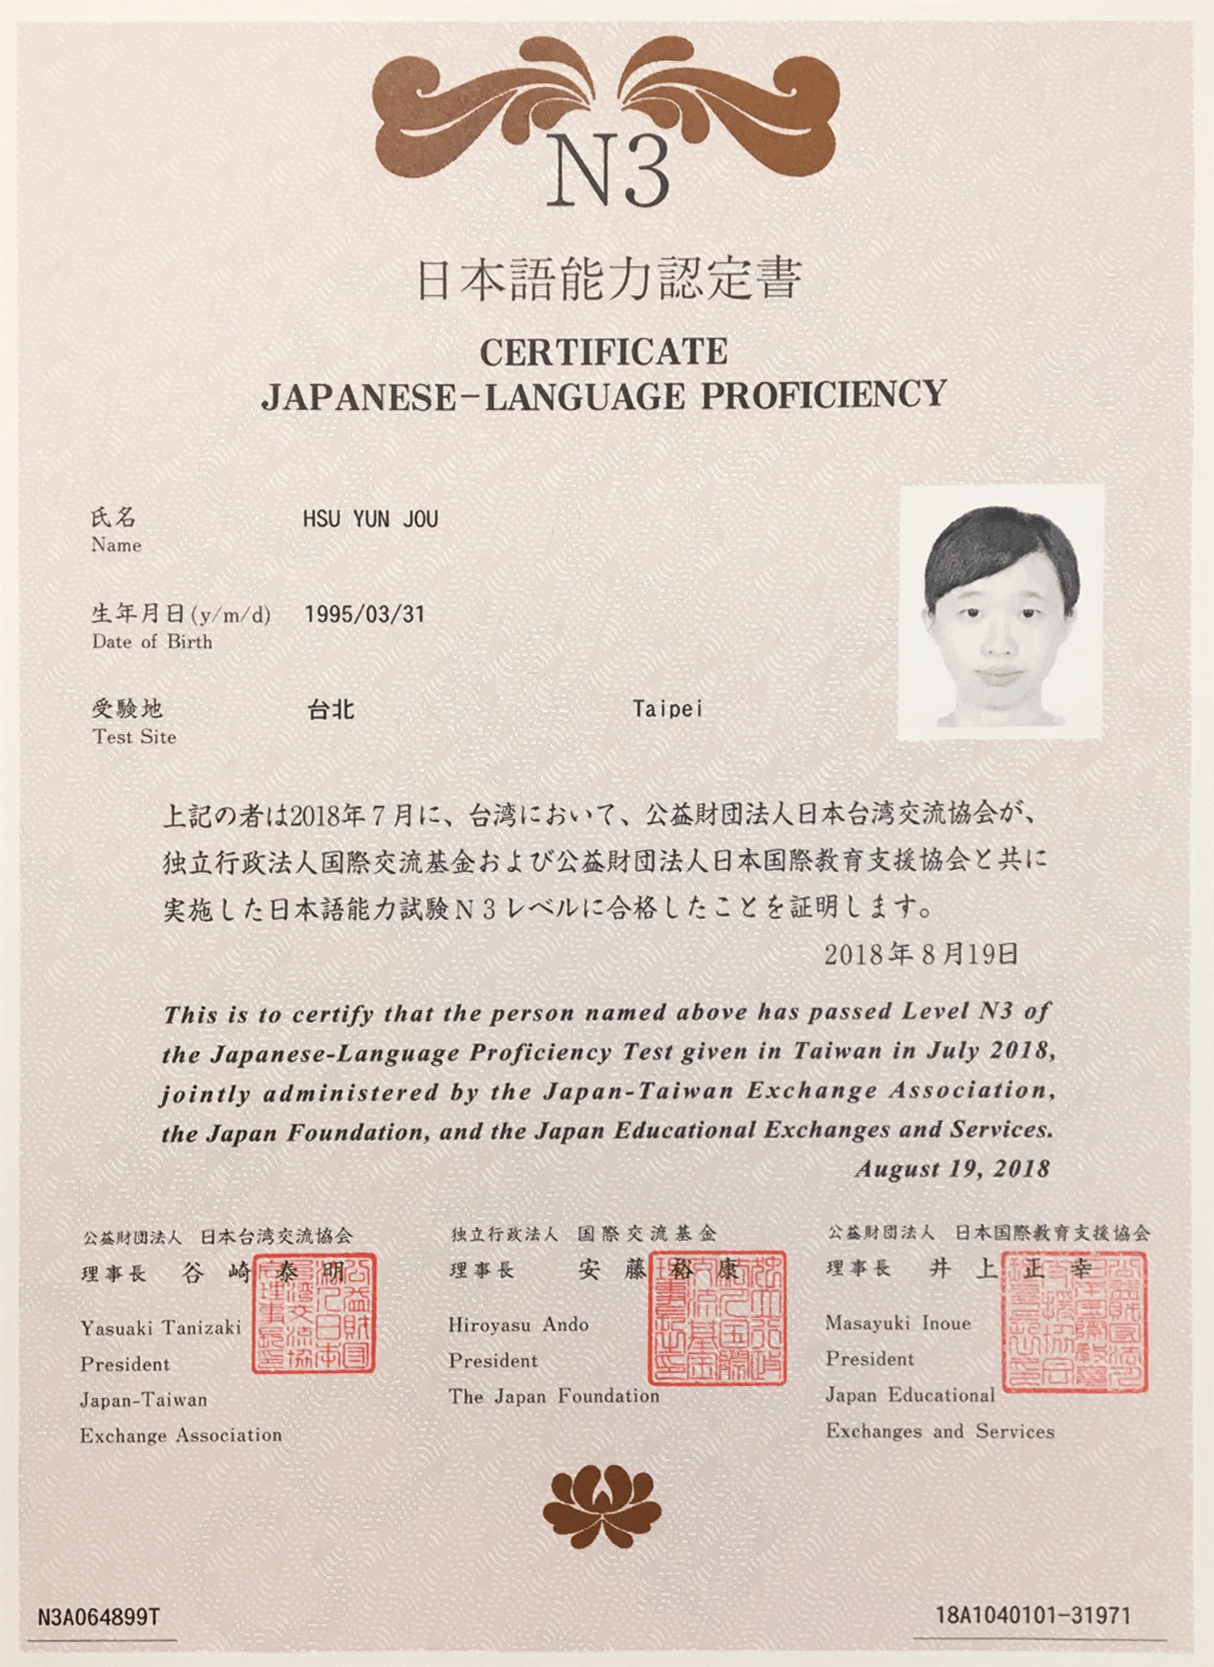 N3
日本語能力認定書
CERTIFICATE
JAPANESE-LANGUAGE PROFICIENCY
氏名 HSU YUN JOU
Name
生年月日(y/m/d) 1995/03/31
Date of Birth
受験地 台北 Taipei
Test Site
上記の者は2018年7月に、台湾において、公益財団法人日本台湾交流協会が、
独立行政法人国際交流基金および公益財団法人日本国際教育支援協会と共に
実施した日本語能力試験N3レベルに合格したことを証明します。
2018年8月19日
This is to certify that the person named above has passed Level N3 of
the Japanese-Language Proficiency Test given in Taiwan in July 2018,
jointly administered by the Japan-Taiwan Exchange Association,
the Japan Foundation, and the Japan Educational Exchanges and Services.
August 19, 2018
公益財団法人 日本台湾交流協会
理事長 谷崎泰明
Yasuaki Tanizaki
President
Japan-Taiwan
Exchange Association
独立行政法人 国際交流基金
理事長 安藤裕康
Hiroyasu Ando
President
The Japan Foundation
公益財団法人 日本国際教育支援協会
理事長 井上正幸
Masayuki Inoue
President
Japan Educational
Exchanges and Services
N3A064899T
18A1040101-31971